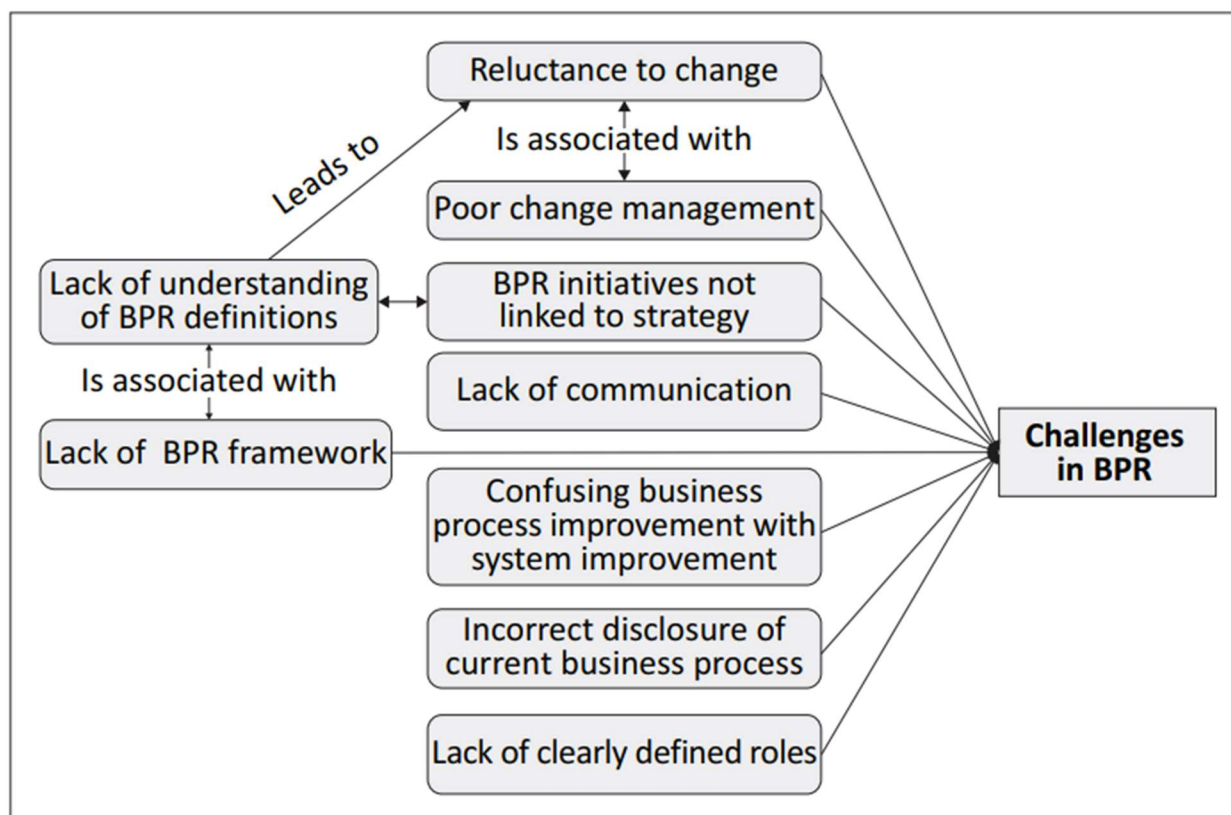 Reluctance to change
Is associated with
Leads to
Poor change management
Lack of understanding
of BPR definitions
BPR initiatives not
linked to strategy
Is associated with
Lack of communication
Lack of  BPR framework
Challenges
in BPR
Confusing business
process improvement with
system improvement
Incorrect disclosure of
current business process
Lack of clearly defined roles